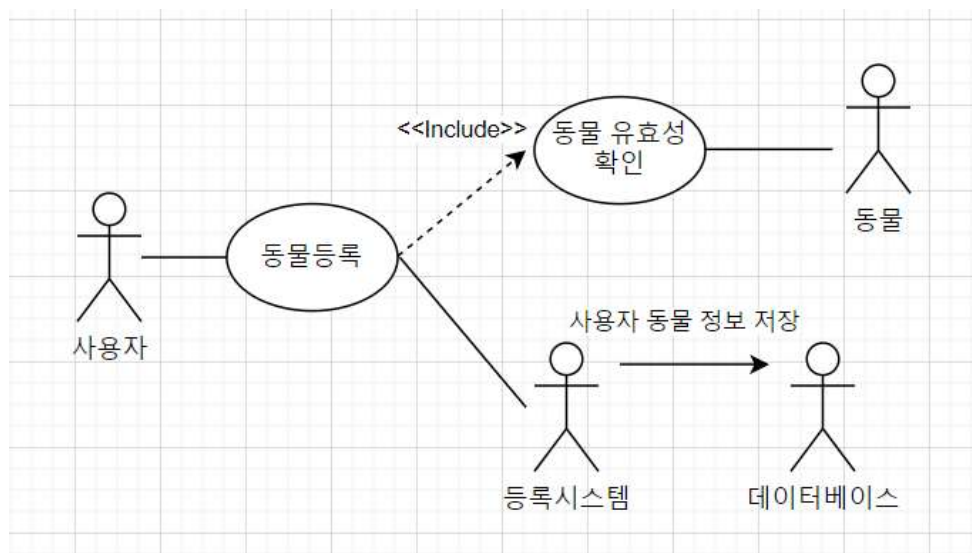 <<Include>>
동물 유효성
확인
동물
동물등록
사용자
사용자 동물 정보 저장
등록시스템
데이터베이스